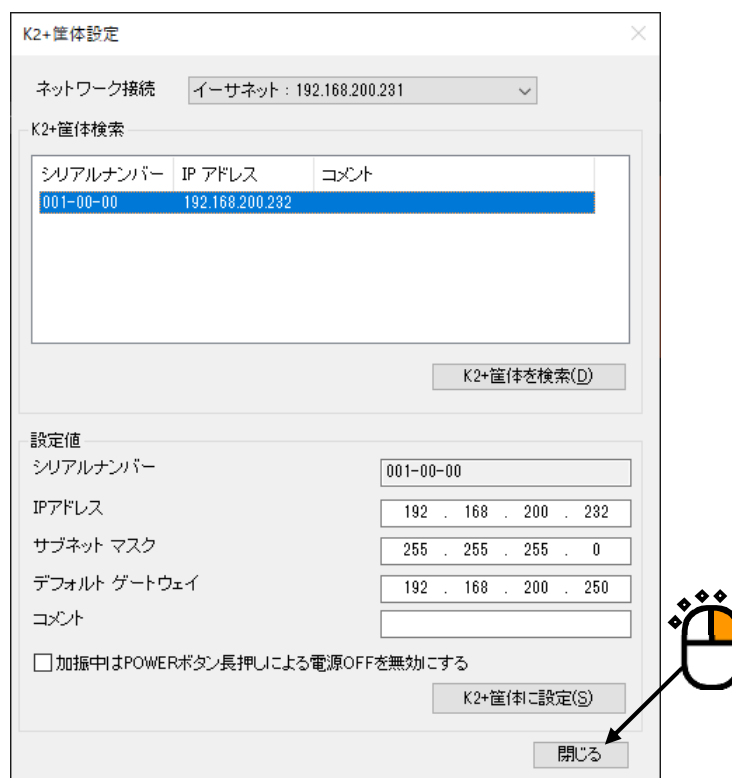 K2+筐体設定
ネットワーク接続 イーサネット : 192.168.200.231
K2+筐体検索
シリアルナンバー IP アドレス コメント
001-00-00 192.168.200.232
K2+筐体を検索(D)
設定値
シリアルナンバー 001-00-00
IPアドレス 192 . 168 . 200 . 232
サブネット マスク 255 . 255 . 255 . 0
デフォルト ゲートウェイ 192 . 168 . 200 . 250
コメント
加振中はPOWERボタン長押しによる電源OFFを無効にする
K2+筐体に設定(S)
閉じる